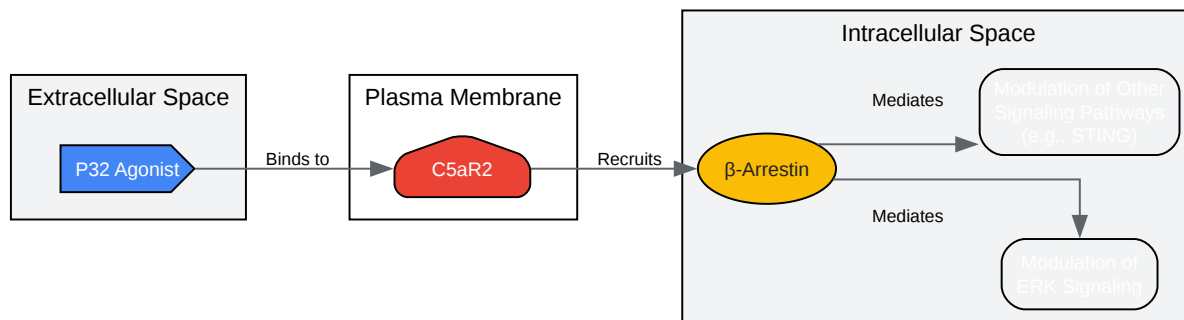 Extracellular Space
P32 Agonist
Binds to
Plasma Membrane
C5aR2
Recruits
Intracellular Space
β-Arrestin
Mediates
Modulation of Other
Signaling Pathways
(e.g., STING)
Mediates
Modulation of
ERK Signaling